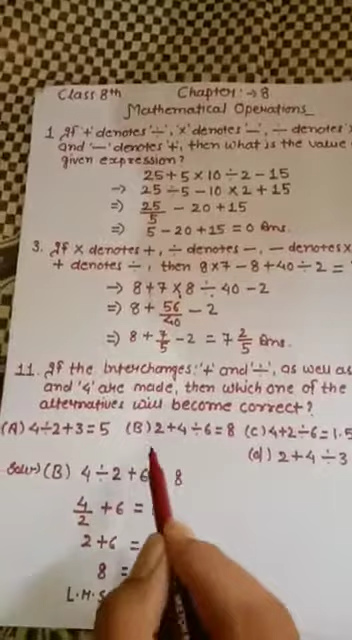 Class 8th Chapter :→ 8
Mathematical Operations
1. If '+' denotes '÷', 'x' denotes '–', ÷ denotes 'x
and '–' denotes '+', then what is the value
given expression?
25 + 5 × 10 ÷ 2 – 15
→ 25 ÷ 5 – 10 × 2 + 15
⇒ 25/5 – 20 + 15
⇒ 5 – 20 + 15 = 0 Ans.
3. If × denotes +, ÷ denotes –, – denotes x
+ denotes ÷, then 8 × 7 – 8 + 40 ÷ 2 =
→ 8 + 7 × 8 ÷ 40 – 2
⇒ 8 + 56/40 – 2
⇒ 8 + 7/5 – 2 = 7 2/5 Ans.
11. If the interchanges '+' and '÷', as well as
and '4' are made, then which one of the
alternatives will become correct?
(A) 4 ÷ 2 + 3 = 5 (B) 2 + 4 ÷ 6 = 8 (C) 4 + 2 ÷ 6 = 1.5
(d) 2 + 4 ÷ 3
Solu→) (B) 4 ÷ 2 + 6 8
4/2 + 6 =
2 + 6 =
8 =
L.H.S